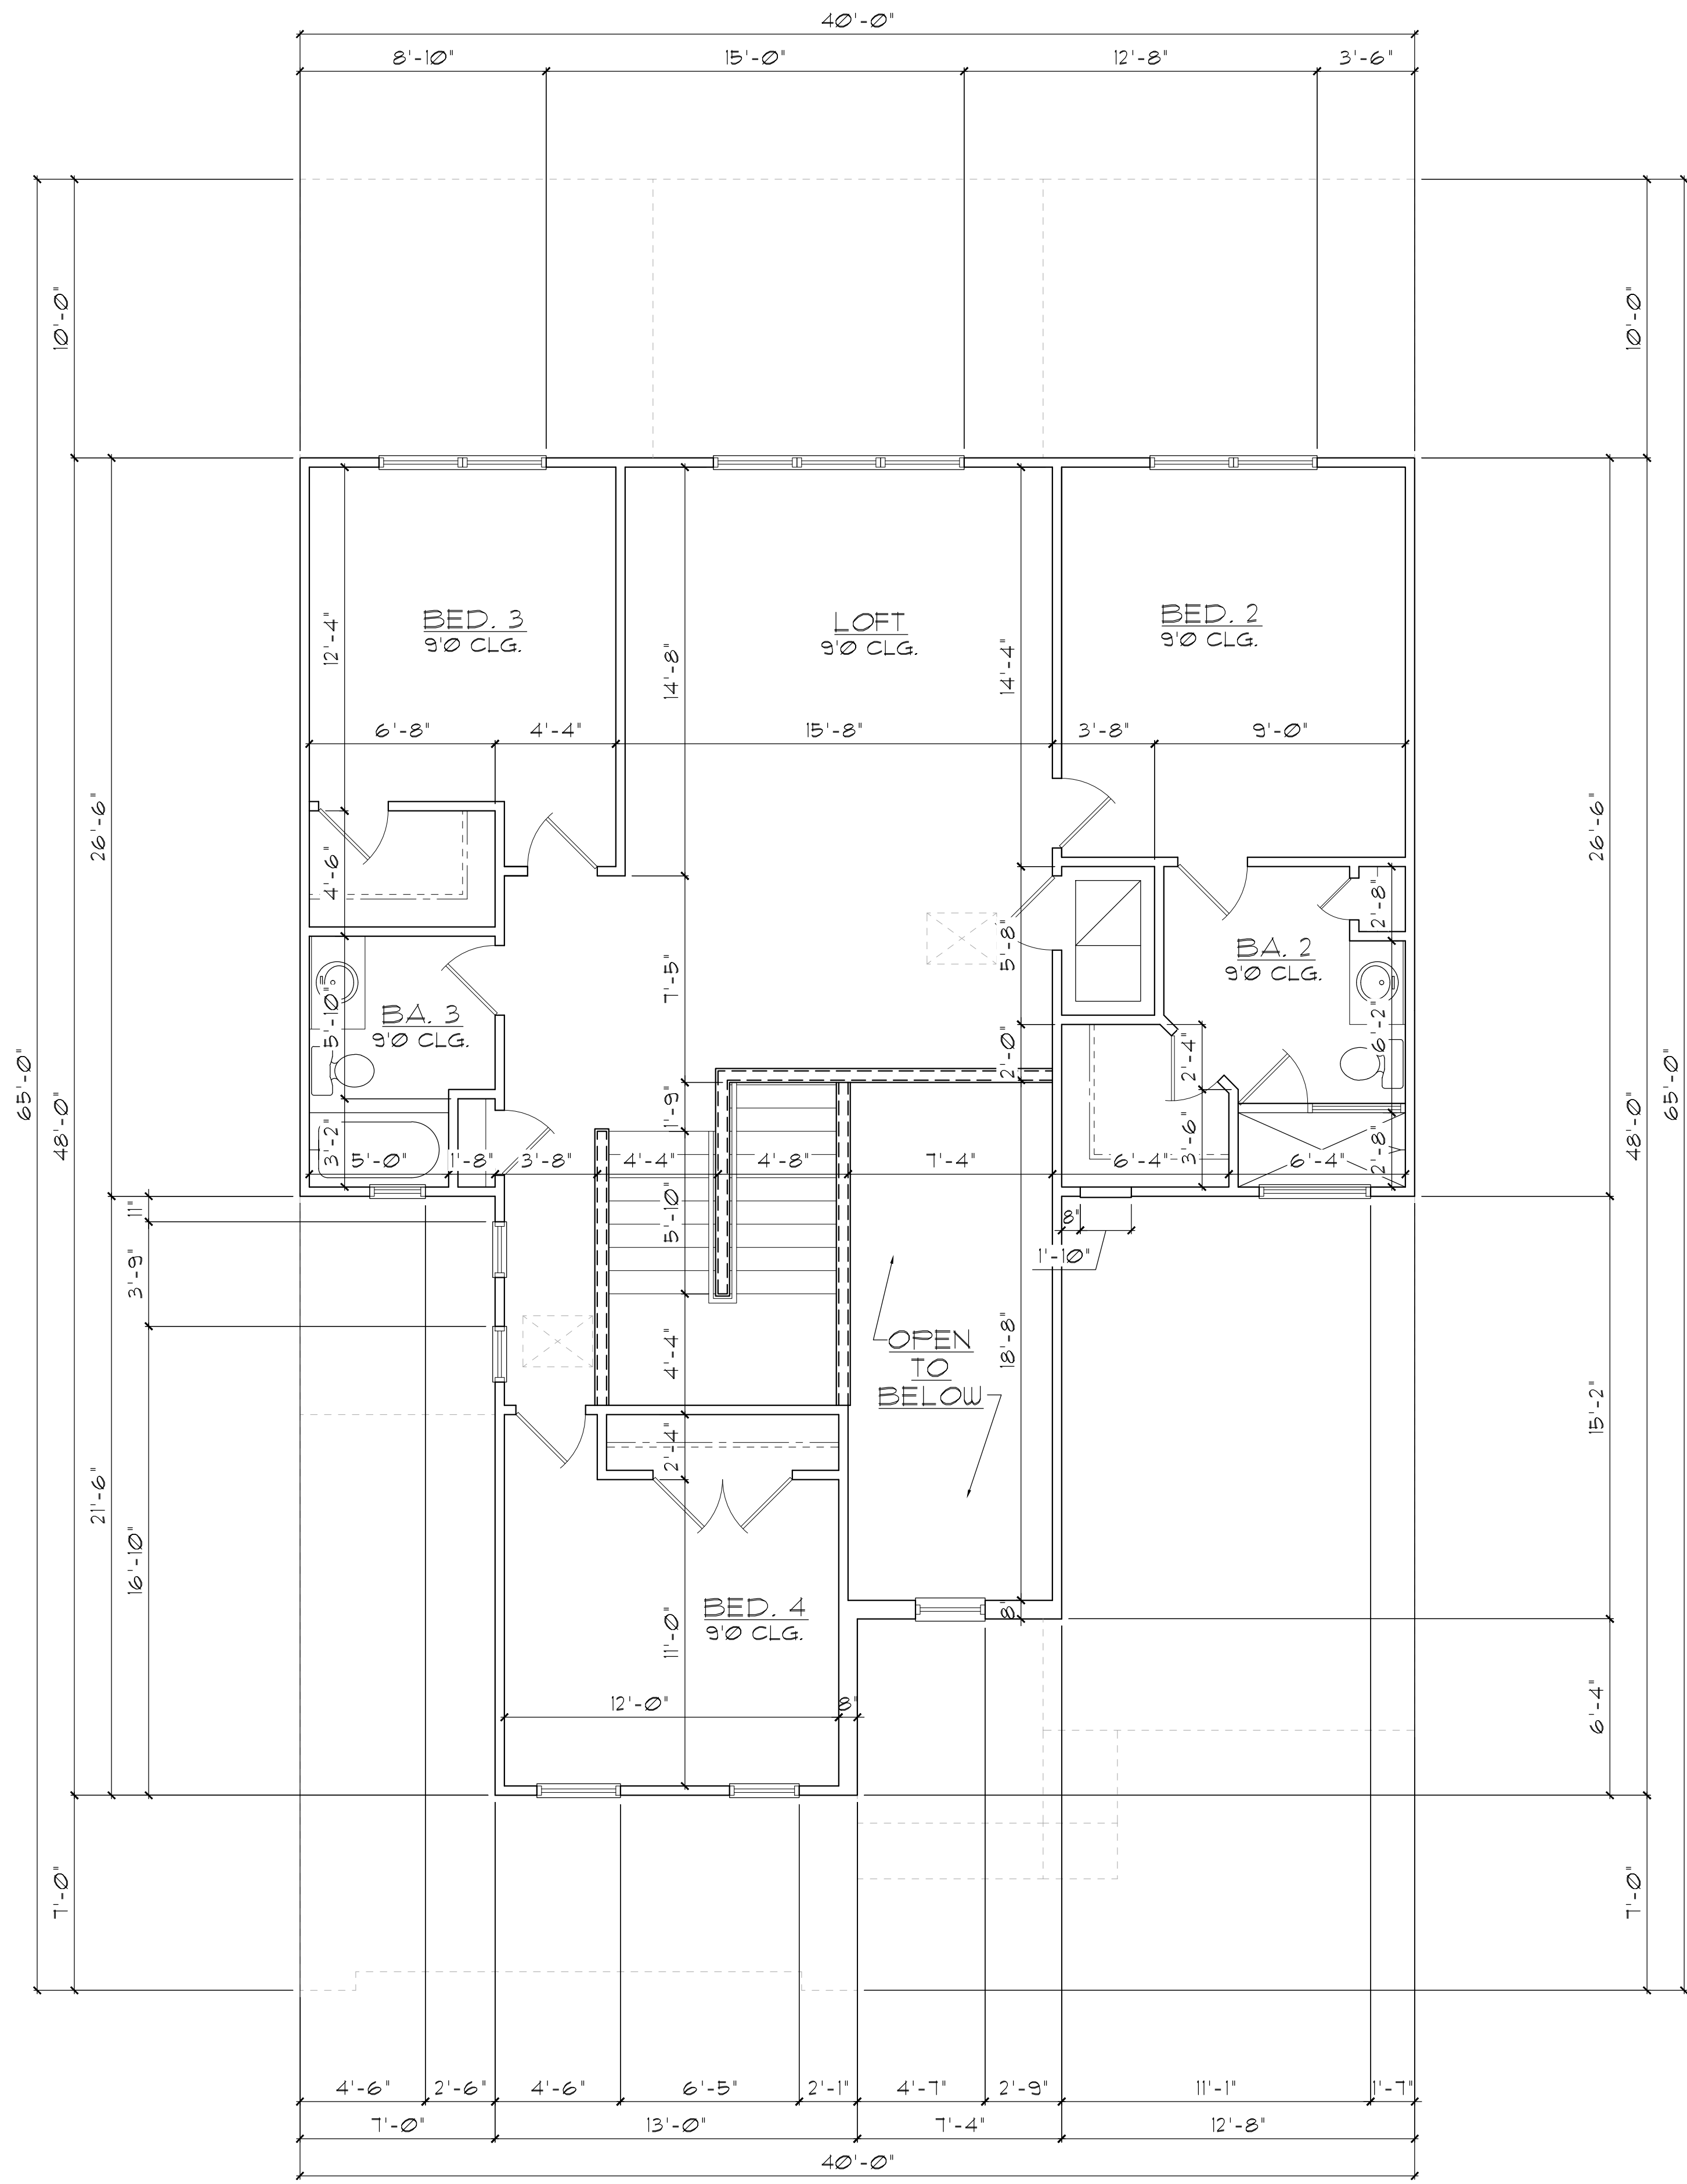 40'-0"
8'-10" 15'-0" 12'-8" 3'-6"
10'-0" 10'-0"
BED. 3
9'0 CLG.
LOFT
9'0 CLG.
BED. 2
9'0 CLG.
12'-4" 14'-8" 14'-4"
6'-8" 4'-4" 15'-8" 3'-8" 9'-0"
26'-6" 26'-6"
4'-6" 7'-5" 5'-8" 2'-8"
BA. 2
9'0 CLG.
BA. 3
9'0 CLG.
5'-10" 2'-0" 2'-4" 6'-2"
65'-0" 48'-0" 48'-0" 65'-0"
1'-9"
3'-2" 3'-6" 2'-8"
5'-0" 1'-8" 3'-8" 4'-4" 4'-8" 7'-4" 6'-4" 6'-4"
11" 5'-10" 8"
1'-10"
3'-9"
4'-4" 18'-8"
OPEN
TO
BELOW
15'-2"
2'-4"
21'-6" 16'-10"
BED. 4
9'0 CLG.
11'-0" 8"
12'-0" 8"
6'-4"
7'-0" 7'-0"
4'-6" 2'-6" 4'-6" 6'-5" 2'-1" 4'-7" 2'-9" 11'-1" 1'-7"
7'-0" 13'-0" 7'-4" 12'-8"
40'-0"